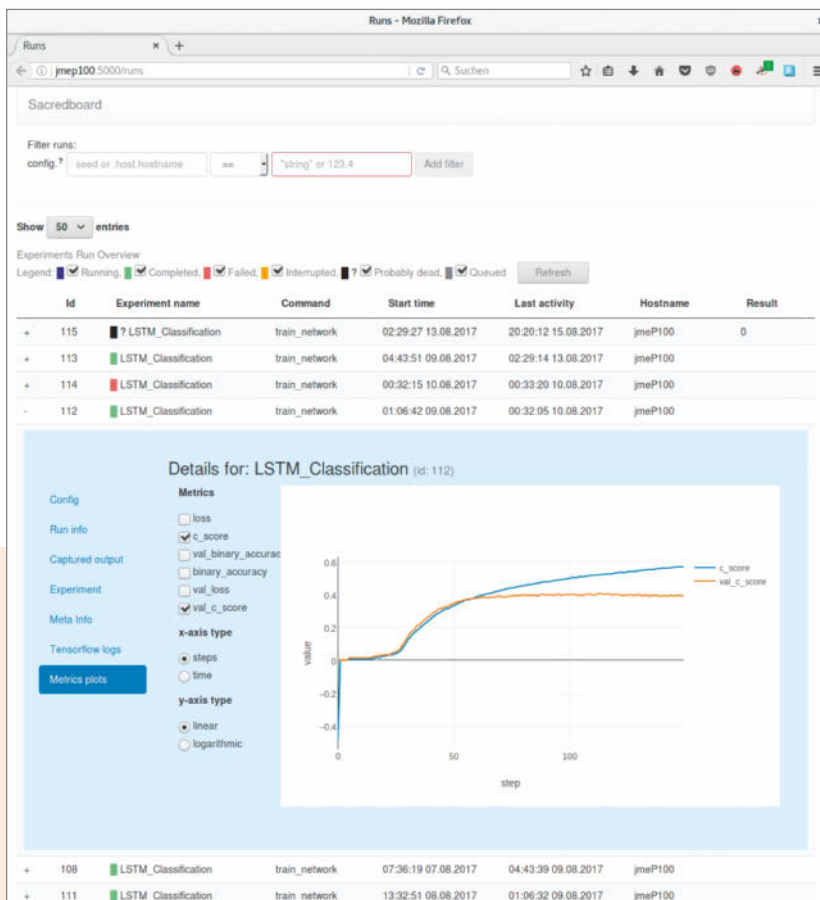 Runs - Mozilla Firefox
Runs × +
jmep100:5000/runs Suchen
Sacredboard
Filter runs:
config.? seed or .host.hostname == "string" or 123.4 Add filter
Show 50 entries
Experiments Run Overview
Legend: Running, Completed, Failed, Interrupted, ? Probably dead, Queued Refresh
Id Experiment name Command Start time Last activity Hostname Result
+ 115 ? LSTM_Classification train_network 02:29:27 13.08.2017 20:20:12 15.08.2017 jmeP100 0
+ 113 LSTM_Classification train_network 04:43:51 09.08.2017 02:29:14 13.08.2017 jmeP100
+ 114 LSTM_Classification train_network 00:32:15 10.08.2017 00:33:20 10.08.2017 jmeP100
- 112 LSTM_Classification train_network 01:06:42 09.08.2017 00:32:05 10.08.2017 jmeP100
Details for: LSTM_Classification (id: 112)
Config
Run info
Captured output
Experiment
Meta Info
Tensorflow logs
Metrics plots
Metrics
loss
c_score
val_binary_accurac
binary_accuracy
val_loss
val_c_score
x-axis type
steps
time
y-axis type
linear
logarithmic
value
0.6
0.4
0.2
0
−0.2
−0.4
0 50 100
step
c_score
val_c_score
+ 108 LSTM_Classification train_network 07:36:19 07.08.2017 04:43:39 09.08.2017 jmeP100
+ 111 LSTM_Classification train_network 13:32:51 08.08.2017 01:06:32 09.08.2017 jmeP100